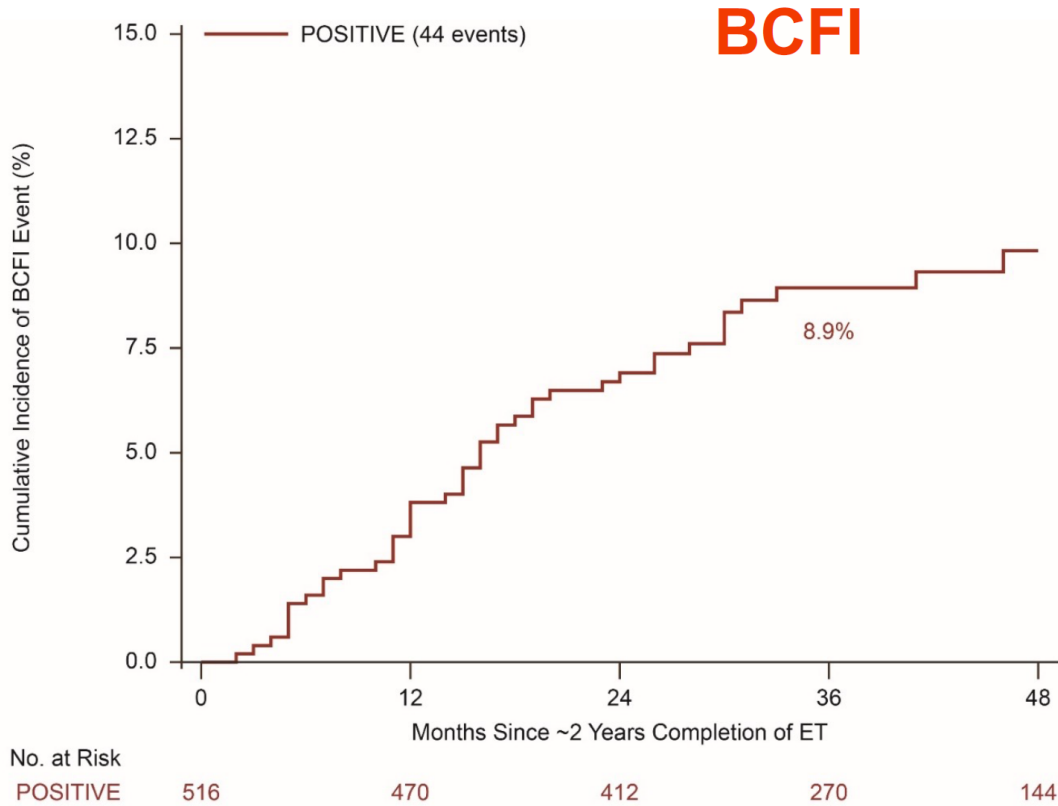 BCFI
15.0
POSITIVE (44 events)
12.5
10.0
7.5
5.0
2.5
0.0
Cumulative Incidence of BCFI Event (%)
8.9%
0 12 24 36 48
Months Since ~2 Years Completion of ET
No. at Risk
POSITIVE 516 470 412 270 144